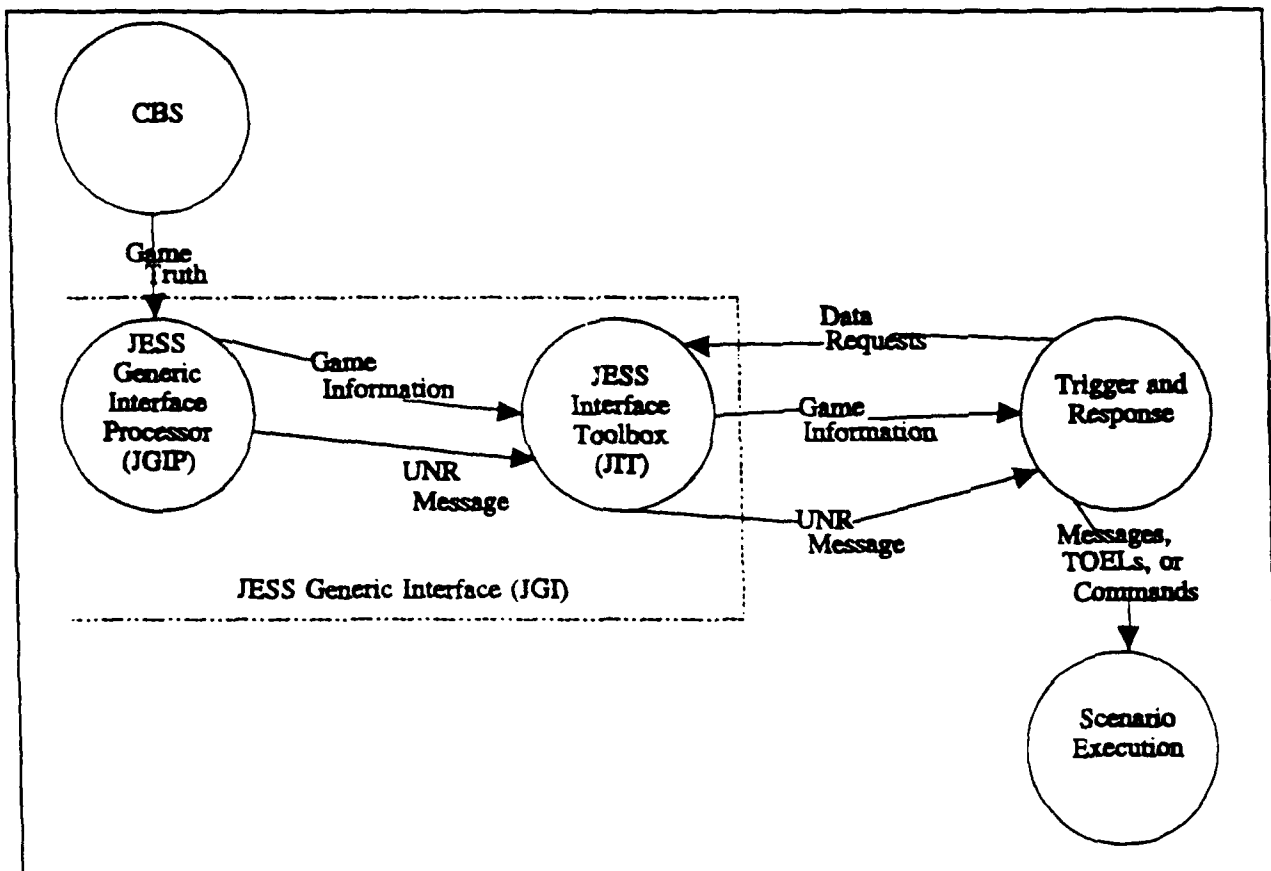 CBS
Game
Truth
JESS
Generic
Interface
Processor
(JGIP)
Game
Information
UNR
Message
JESS
Interface
Toolbox
(JIT)
Data
Requests
Game
Information
UNR
Message
Trigger and
Response
Messages,
TOELs, or
Commands
JESS Generic Interface (JGI)
Scenario
Execution